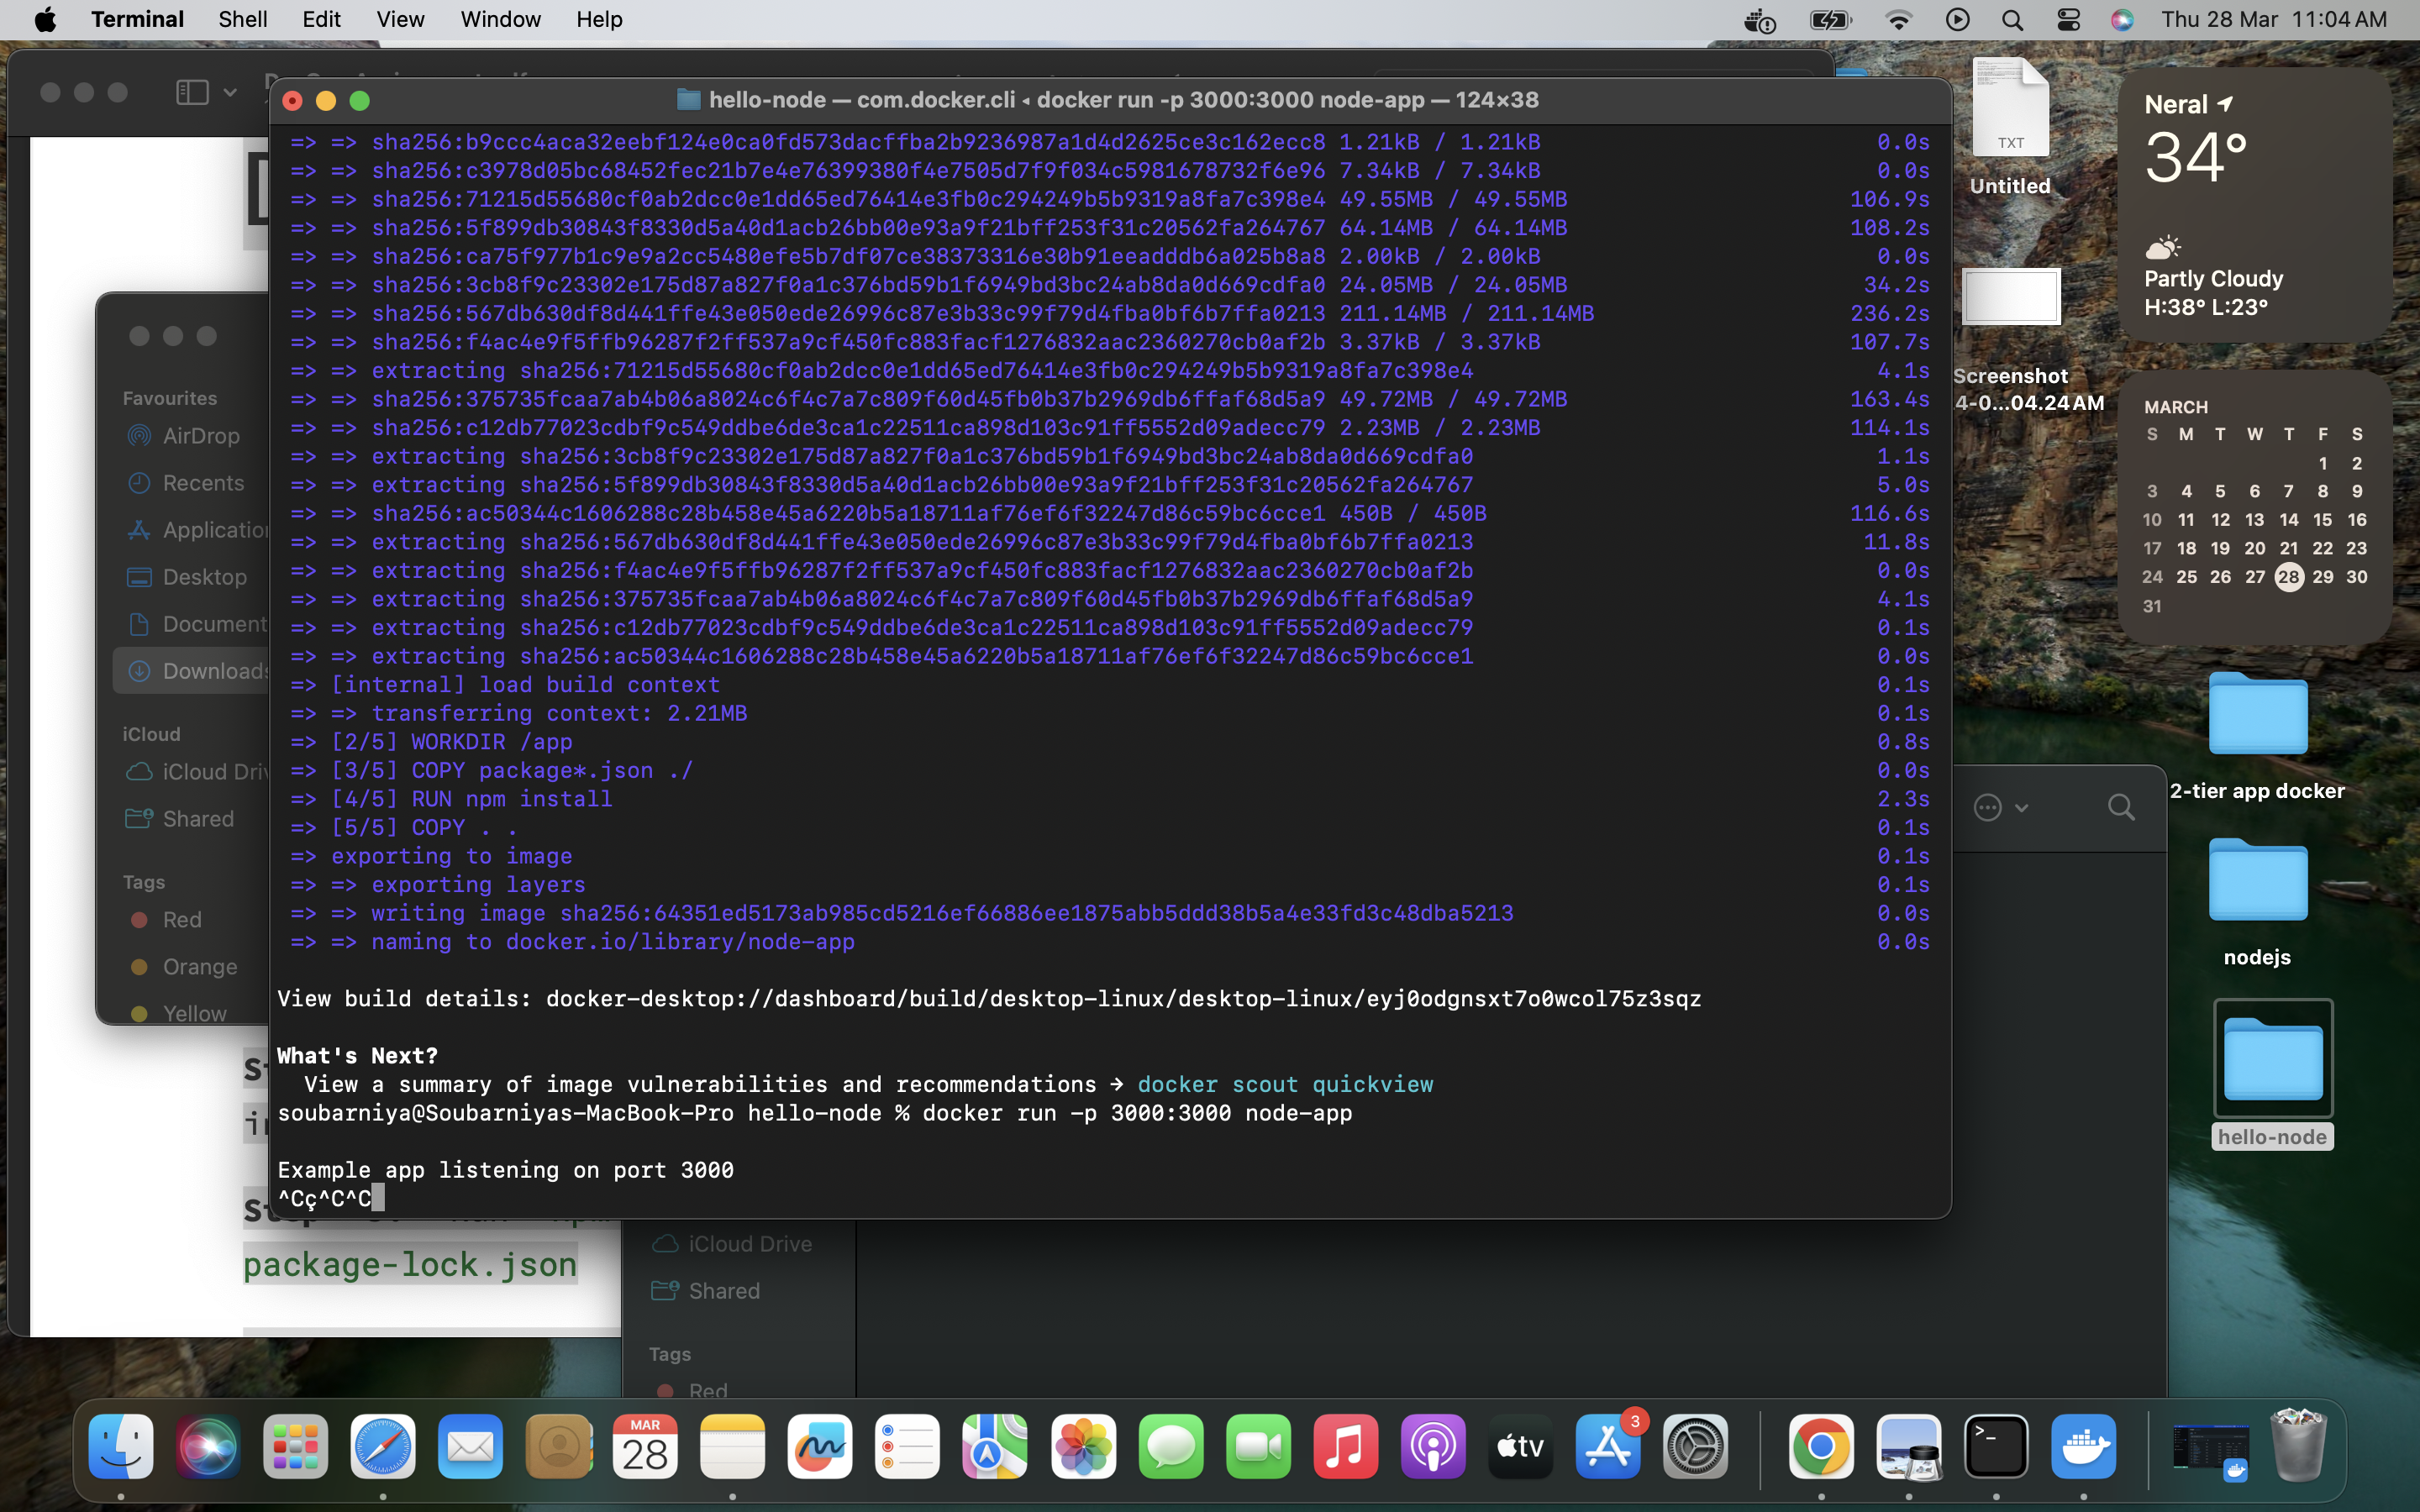 Terminal Shell Edit View Window Help
Thu 28 Mar 11:04 AM
hello-node — com.docker.cli ◂ docker run -p 3000:3000 node-app — 124×38
=> => sha256:b9ccc4aca32eebf124e0ca0fd573dacffba2b9236987a1d4d2625ce3c162ecc8 1.21kB / 1.21kB 0.0s
=> => sha256:c3978d05bc68452fec21b7e4e76399380f4e7505d7f9f034c5981678732f6e96 7.34kB / 7.34kB 0.0s
=> => sha256:71215d55680cf0ab2dcc0e1dd65ed76414e3fb0c294249b5b9319a8fa7c398e4 49.55MB / 49.55MB 106.9s
=> => sha256:5f899db30843f8330d5a40d1acb26bb00e93a9f21bff253f31c20562fa264767 64.14MB / 64.14MB 108.2s
=> => sha256:ca75f977b1c9e9a2cc5480efe5b7df07ce38373316e30b91eeadddb6a025b8a8 2.00kB / 2.00kB 0.0s
=> => sha256:3cb8f9c23302e175d87a827f0a1c376bd59b1f6949bd3bc24ab8da0d669cdfa0 24.05MB / 24.05MB 34.2s
=> => sha256:567db630df8d441ffe43e050ede26996c87e3b33c99f79d4fba0bf6b7ffa0213 211.14MB / 211.14MB 236.2s
=> => sha256:f4ac4e9f5ffb96287f2ff537a9cf450fc883facf1276832aac2360270cb0af2b 3.37kB / 3.37kB 107.7s
=> => extracting sha256:71215d55680cf0ab2dcc0e1dd65ed76414e3fb0c294249b5b9319a8fa7c398e4 4.1s
=> => sha256:375735fcaa7ab4b06a8024c6f4c7a7c809f60d45fb0b37b2969db6ffaf68d5a9 49.72MB / 49.72MB 163.4s
=> => sha256:c12db77023cdbf9c549ddbe6de3ca1c22511ca898d103c91ff5552d09adecc79 2.23MB / 2.23MB 114.1s
=> => extracting sha256:3cb8f9c23302e175d87a827f0a1c376bd59b1f6949bd3bc24ab8da0d669cdfa0 1.1s
=> => extracting sha256:5f899db30843f8330d5a40d1acb26bb00e93a9f21bff253f31c20562fa264767 5.0s
=> => sha256:ac50344c1606288c28b458e45a6220b5a18711af76ef6f32247d86c59bc6cce1 450B / 450B 116.6s
=> => extracting sha256:567db630df8d441ffe43e050ede26996c87e3b33c99f79d4fba0bf6b7ffa0213 11.8s
=> => extracting sha256:f4ac4e9f5ffb96287f2ff537a9cf450fc883facf1276832aac2360270cb0af2b 0.0s
=> => extracting sha256:375735fcaa7ab4b06a8024c6f4c7a7c809f60d45fb0b37b2969db6ffaf68d5a9 4.1s
=> => extracting sha256:c12db77023cdbf9c549ddbe6de3ca1c22511ca898d103c91ff5552d09adecc79 0.1s
=> => extracting sha256:ac50344c1606288c28b458e45a6220b5a18711af76ef6f32247d86c59bc6cce1 0.0s
=> [internal] load build context 0.1s
=> => transferring context: 2.21MB 0.1s
=> [2/5] WORKDIR /app 0.8s
=> [3/5] COPY package*.json ./ 0.0s
=> [4/5] RUN npm install 2.3s
=> [5/5] COPY . . 0.1s
=> exporting to image 0.1s
=> => exporting layers 0.1s
=> => writing image sha256:64351ed5173ab985cd5216ef66886ee1875abb5ddd38b5a4e33fd3c48dba5213 0.0s
=> => naming to docker.io/library/node-app 0.0s
View build details: docker-desktop://dashboard/build/desktop-linux/desktop-linux/eyj0odgnsxt7o0wcol75z3sqz
What's Next?
View a summary of image vulnerabilities and recommendations → docker scout quickview
soubarniya@Soubarniyas-MacBook-Pro hello-node % docker run -p 3000:3000 node-app
Example app listening on port 3000
^Cç^C^C
Favourites
AirDrop
Recents
Applicatio
Desktop
Document
Downloads
iCloud
iCloud Driv
Shared
Tags
Red
Orange
Yellow
package-lock.json
iCloud Drive
Shared
Tags
Red
TXT
Untitled
Screenshot
4-0...04.24 AM
Neral
34°
Partly Cloudy
H:38° L:23°
MARCH
S M T W T F S
1 2
3 4 5 6 7 8 9
10 11 12 13 14 15 16
17 18 19 20 21 22 23
24 25 26 27 28 29 30
31
2-tier app docker
nodejs
hello-node
MAR
28
tv
3
>_